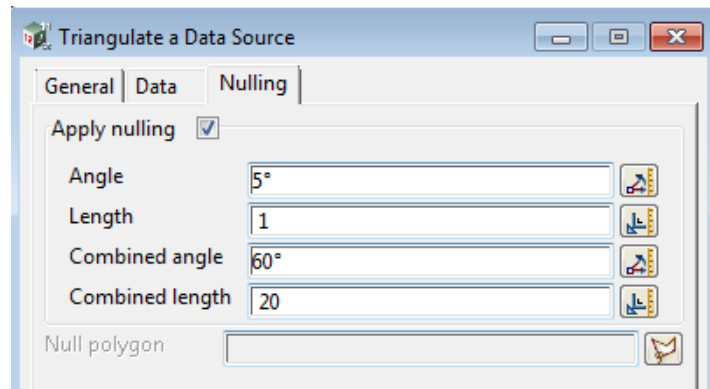 Triangulate a Data Source
General Data Nulling
Apply nulling
Angle 5°
Length 1
Combined angle 60°
Combined length 20
Null polygon